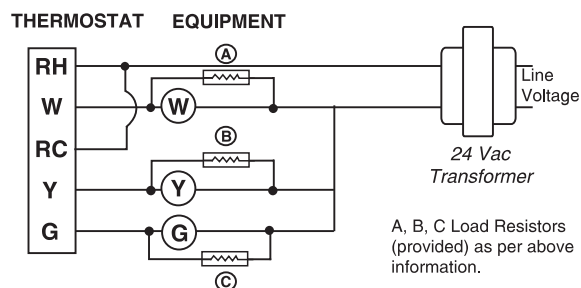 THERMOSTAT EQUIPMENT
RH
A
W
W
RC
B
Y
Y
G
G
C
Line
Voltage
24 Vac
Transformer
A, B, C Load Resistors
(provided) as per above
information.